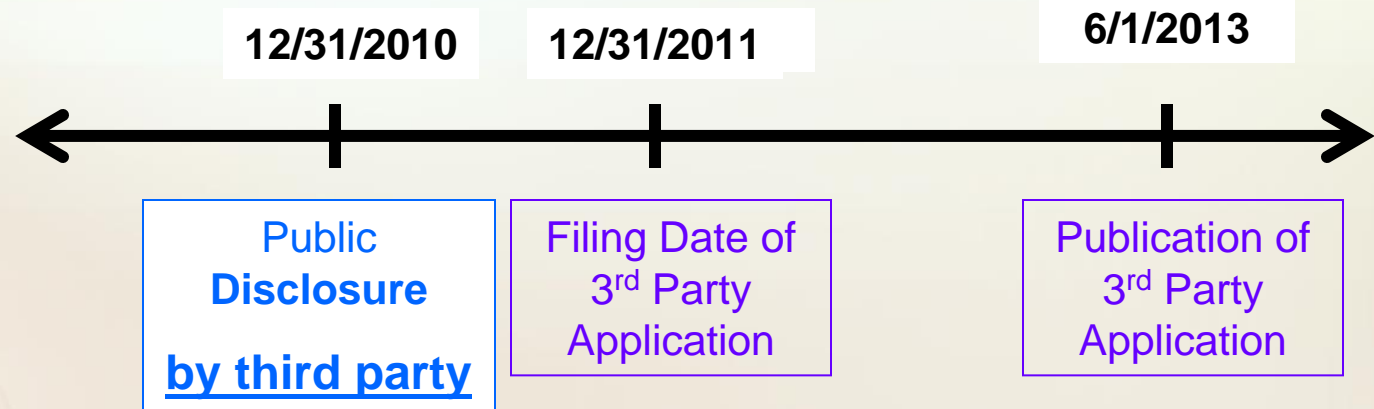 12/31/2010
12/31/2011
6/1/2013
Public
Disclosure
by third party
Filing Date of
3rd Party
Application
Publication of
3rd Party
Application